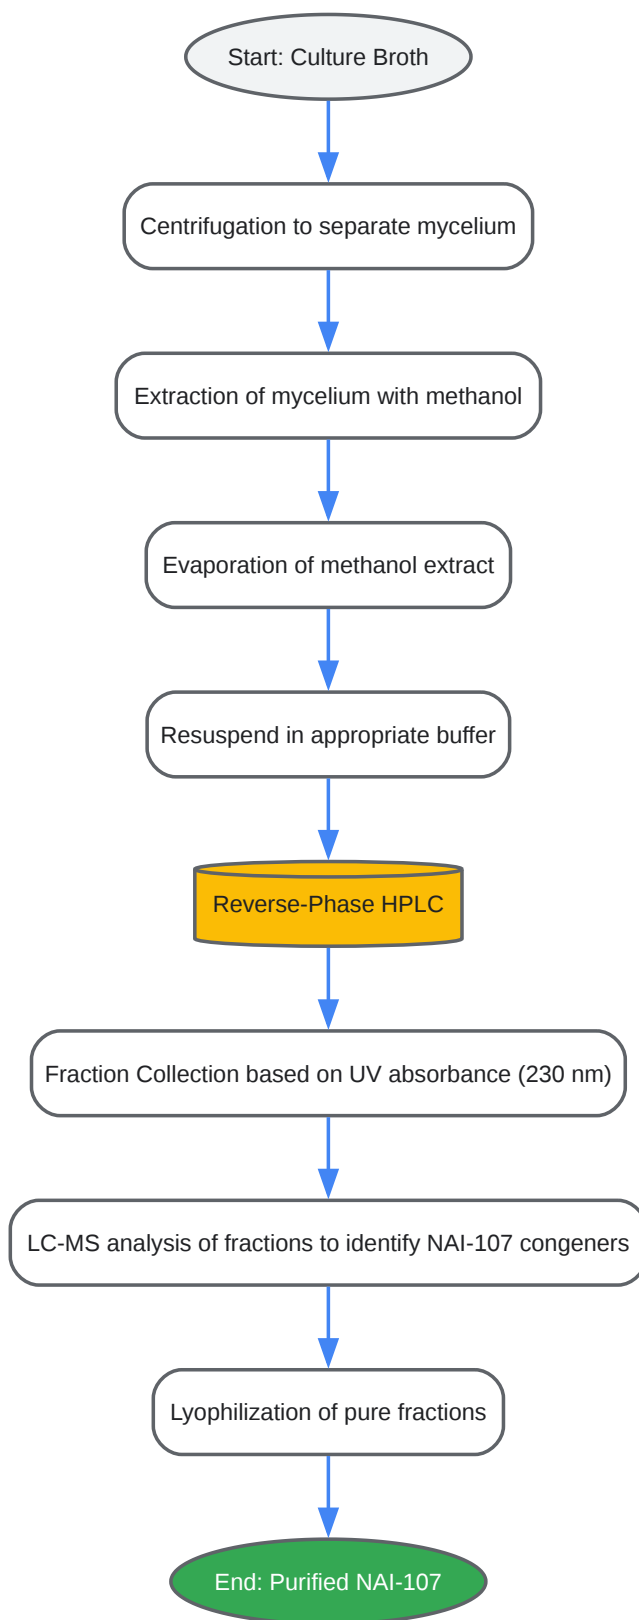 Start: Culture Broth
Centrifugation to separate mycelium
Extraction of mycelium with methanol
Evaporation of methanol extract
Resuspend in appropriate buffer
Reverse-Phase HPLC
Fraction Collection based on UV absorbance (230 nm)
LC-MS analysis of fractions to identify NAI-107 congeners
Lyophilization of pure fractions
End: Purified NAI-107